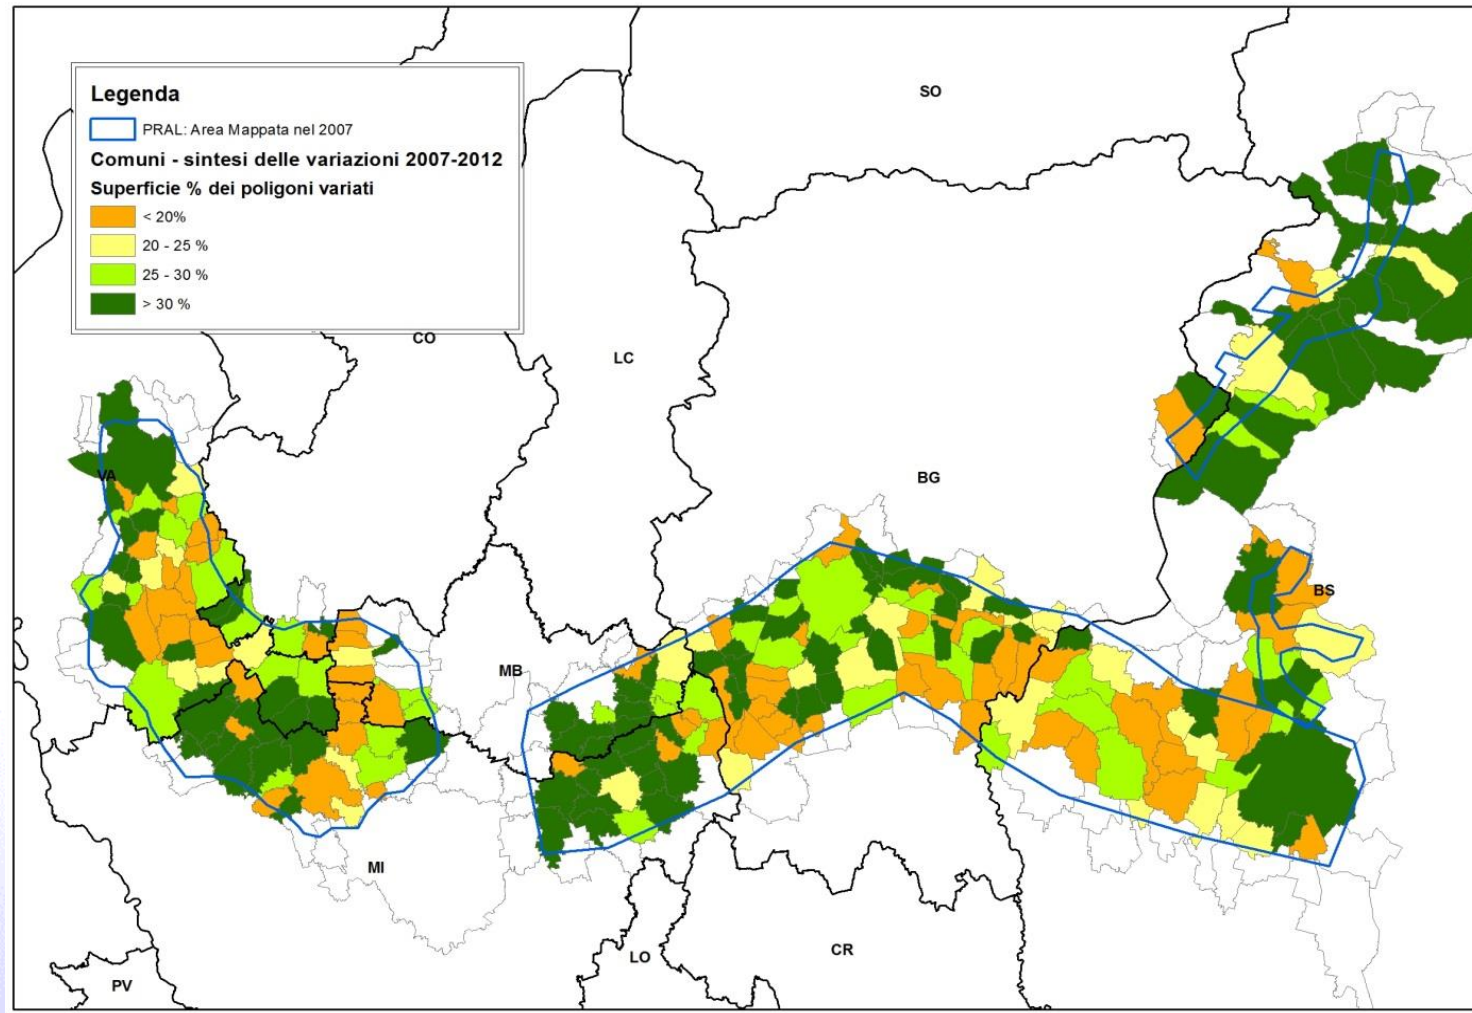 Legenda
PRAL: Area Mappata nel 2007
Comuni - sintesi delle variazioni 2007-2012
Superficie % dei poligoni variati
< 20%
20 - 25 %
25 - 30 %
> 30 %
SO
CO
LC
BG
VA
BS
MB
MI
CR
LO
PV